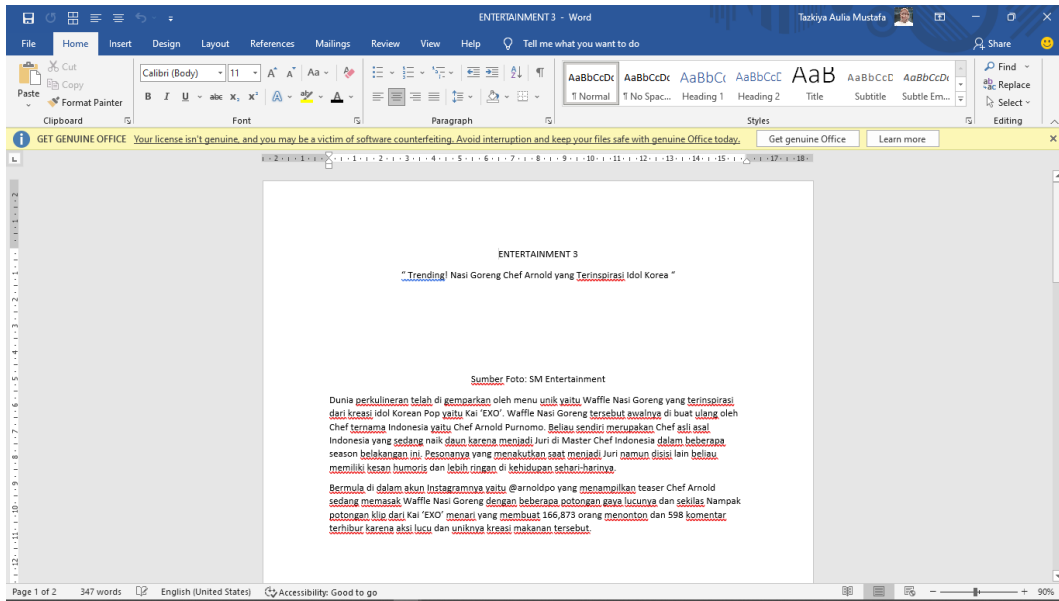 ENTERTAINMENT 3 - Word
Tazkiya Aulia Mustafa
File Home Insert Design Layout References Mailings Review View Help Tell me what you want to do Share
Paste
Cut
Copy
Format Painter
Clipboard
Calibri (Body) 11
Font
Paragraph
AaBbCcDc AaBbCcDc AaBbCc AaBbCcC AaB AaBbCcD AaBbCcDc
¶ Normal ¶ No Spac... Heading 1 Heading 2 Title Subtitle Subtle Em...
Styles
Find
Replace
Select
Editing
GET GENUINE OFFICE Your license isn't genuine, and you may be a victim of software counterfeiting. Avoid interruption and keep your files safe with genuine Office today. Get genuine Office Learn more
ENTERTAINMENT 3
“ Trending! Nasi Goreng Chef Arnold yang Terinspirasi Idol Korea “
Sumber Foto: SM Entertainment
Dunia perkulineran telah di gemparkan oleh menu unik yaitu Waffle Nasi Goreng yang terinspirasi
dari kreasi idol Korean Pop yaitu Kai ‘EXO’. Waffle Nasi Goreng tersebut awalnya di buat ulang oleh
Chef ternama Indonesia yaitu Chef Arnold Purnomo. Beliau sendiri merupakan Chef asli asal
Indonesia yang sedang naik daun karena menjadi Juri di Master Chef Indonesia dalam beberapa
season belakangan ini. Pesonanya yang menakutkan saat menjadi Juri namun disisi lain beliau
memiliki kesan humoris dan lebih ringan di kehidupan sehari-harinya.
Bermula di dalam akun Instagramnya yaitu @arnoldpo yang menampilkan teaser Chef Arnold
sedang memasak Waffle Nasi Goreng dengan beberapa potongan gaya lucunya dan sekilas Nampak
potongan klip dari Kai ‘EXO’ menari yang membuat 166,873 orang menonton dan 598 komentar
terhibur karena aksi lucu dan uniknya kreasi makanan tersebut.
Page 1 of 2 347 words English (United States) Accessibility: Good to go 90%